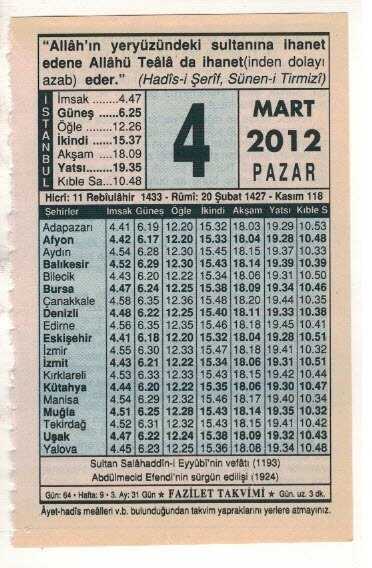 "Allâh'ın yeryüzündeki sultanına ihanet
edene Allâhü Teâlâ da ihanet(inden dolayı
azab) eder." (Hadîs-i Şerîf, Sünen-i Tirmizî)
İSTANBUL
İmsak ........4.47
Güneş ......6.25
Öğle ........12.26
İkindi ......15.37
Akşam ....18.09
Yatsı.......19.35
Kıble Sa...10.48
4
MART
2012
PAZAR
Hicrî: 11 Rebîulâhir 1433 - Rûmî: 20 Şubat 1427 - Kasım 118
Şehirler İmsak Güneş Öğle İkindi Akşam Yatsı Kıble S
Adapazarı 4.41 6.19 12.20 15.32 18.03 19.29 10.53
Afyon 4.42 6.17 12.20 15.33 18.04 19.28 10.48
Aydın 4.54 6.28 12.30 15.45 18.15 19.37 10.33
Balıkesir 4.52 6.29 12.30 15.43 18.14 19.39 10.39
Bilecik 4.43 6.20 12.22 15.34 18.06 19.31 10.50
Bursa 4.47 6.24 12.25 15.38 18.09 19.34 10.46
Çanakkale 4.58 6.35 12.36 15.48 18.20 19.44 10.35
Denizli 4.48 6.22 12.25 15.40 18.11 19.33 10.38
Edirne 4.56 6.35 12.35 15.45 18.18 19.45 10.41
Eskişehir 4.41 6.18 12.20 15.32 18.04 19.28 10.51
İzmir 4.55 6.30 12.33 15.47 18.18 19.41 10.32
İzmit 4.43 6.21 12.22 15.34 18.06 19.31 10.51
Kırklareli 4.53 6.33 12.33 15.43 18.15 19.42 10.44
Kütahya 4.44 6.20 12.22 15.35 18.06 19.30 10.47
Manisa 4.54 6.29 12.32 15.46 18.17 19.40 10.34
Muğla 4.51 6.25 12.28 15.43 18.14 19.35 10.32
Tekirdağ 4.52 6.31 12.32 15.42 18.15 19.41 10.42
Uşak 4.47 6.22 12.24 15.38 18.09 19.32 10.43
Yalova 4.45 6.23 12.25 15.36 18.08 19.34 10.48
Sultan Salâhaddîn-i Eyyûbî'nin vefâtı (1193)
Abdülmecid Efendi'nin sürgün edilişi (1924)
Gün: 64 • Hafta: 9 • 3. Ay: 31 Gün ★ FAZİLET TAKVİMİ ★ Gün. uz. 3 dk.
Âyet-hadîs meâlleri v.b. bulunduğundan takvim yapraklarını yerlere atmayınız.